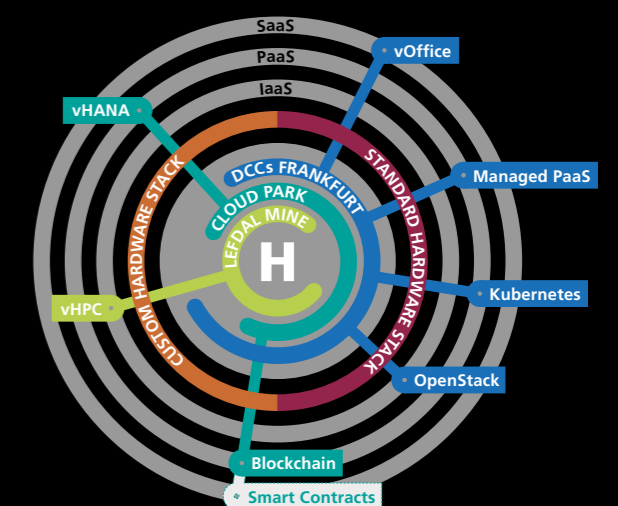 SaaS
PaaS
IaaS
vOffice
vHANA
DCCs FRANKFURT
CLOUD PARK
LEFDAL MINE
H
CUSTOM HARDWARE STACK
STANDARD HARDWARE STACK
Managed PaaS
Kubernetes
vHPC
OpenStack
Blockchain
Smart Contracts